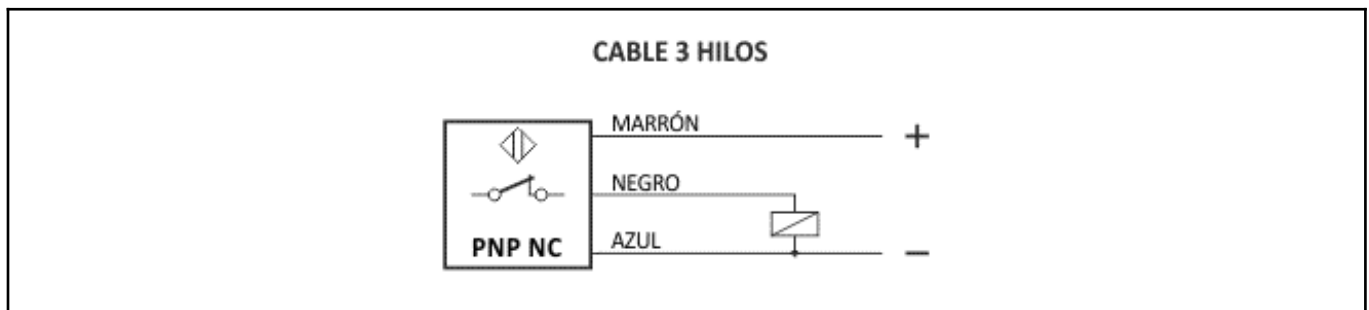 CABLE 3 HILOS
MARRÓN
+
NEGRO
PNP NC
AZUL
−